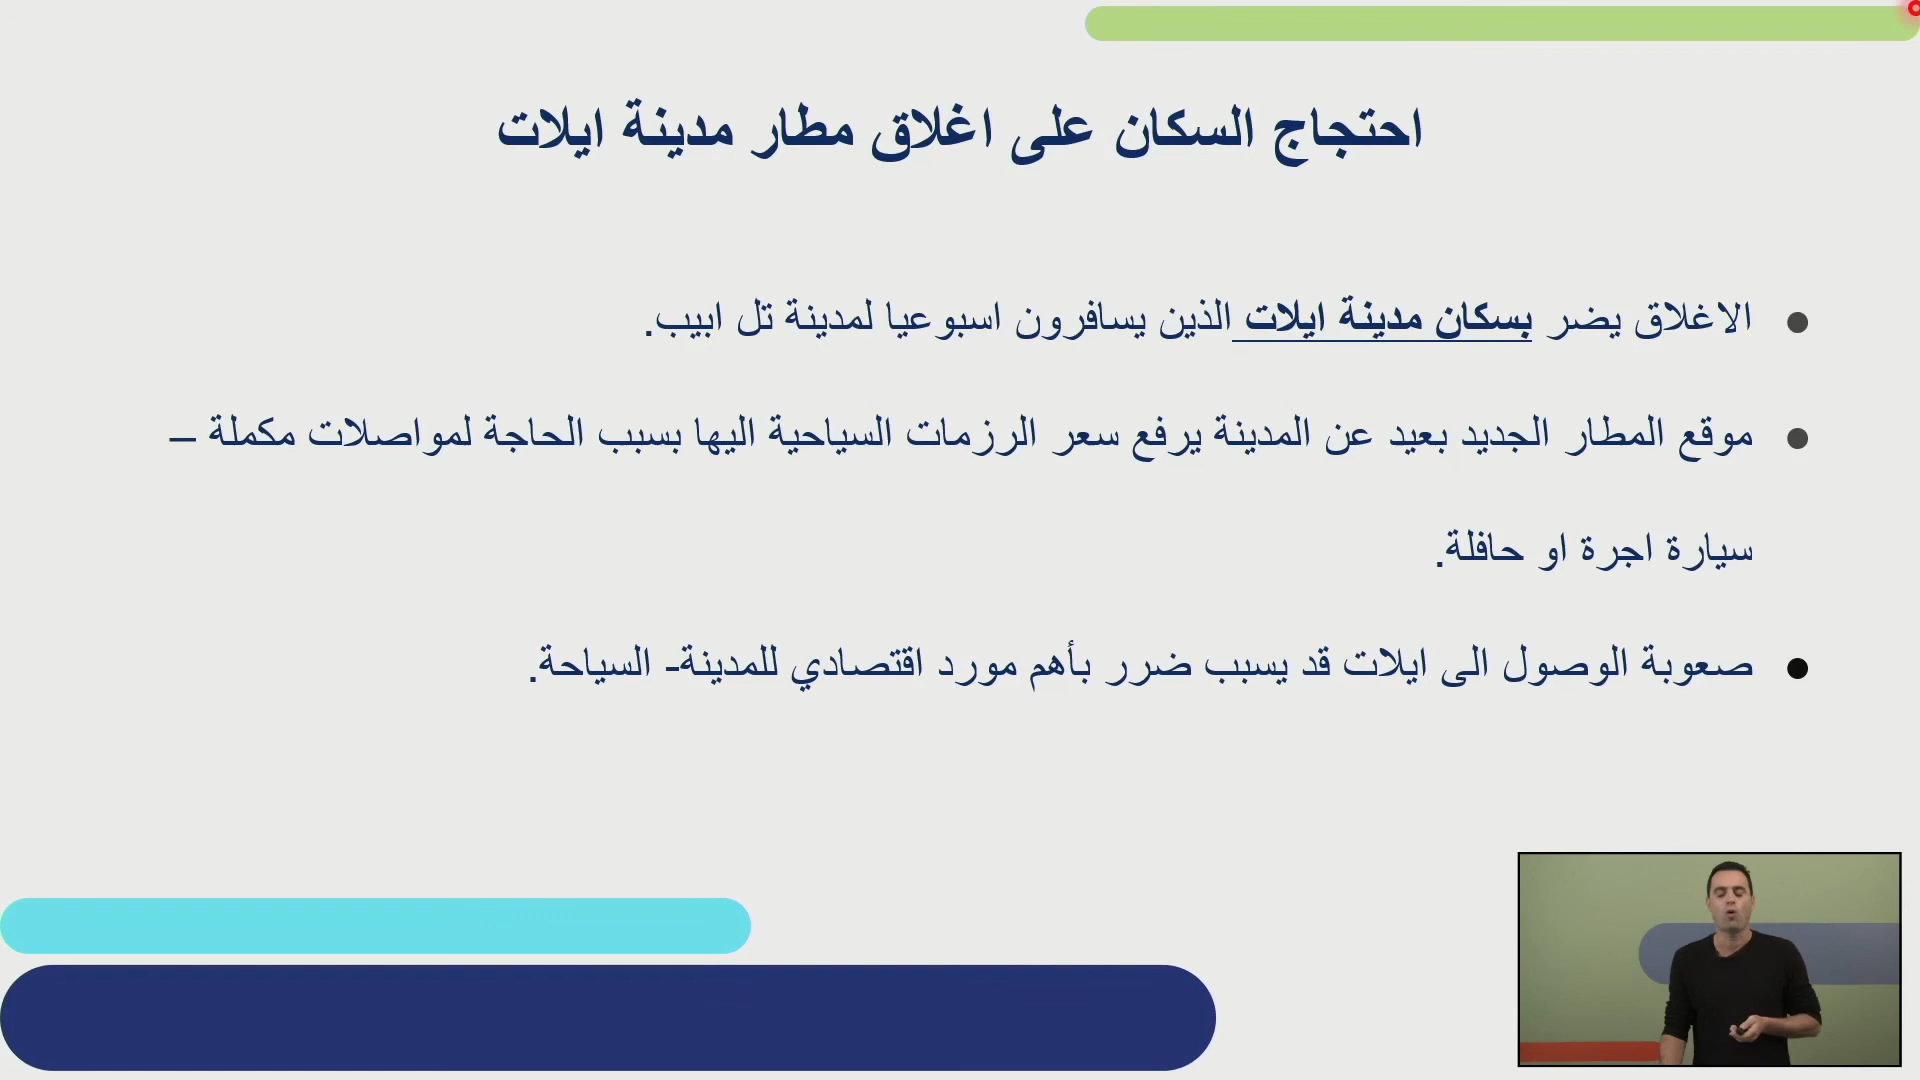 احتجاج السكان على اغلاق مطار مدينة ايلات
الاغلاق يضر بسكان مدينة ايلات الذين يسافرون اسبوعيا لمدينة تل ابيب.
موقع المطار الجديد بعيد عن المدينة يرفع سعر الرزمات السياحية اليها بسبب الحاجة لمواصلات مكملة –
سيارة اجرة او حافلة.
صعوبة الوصول الى ايلات قد يسبب ضرر بأهم مورد اقتصادي للمدينة- السياحة.